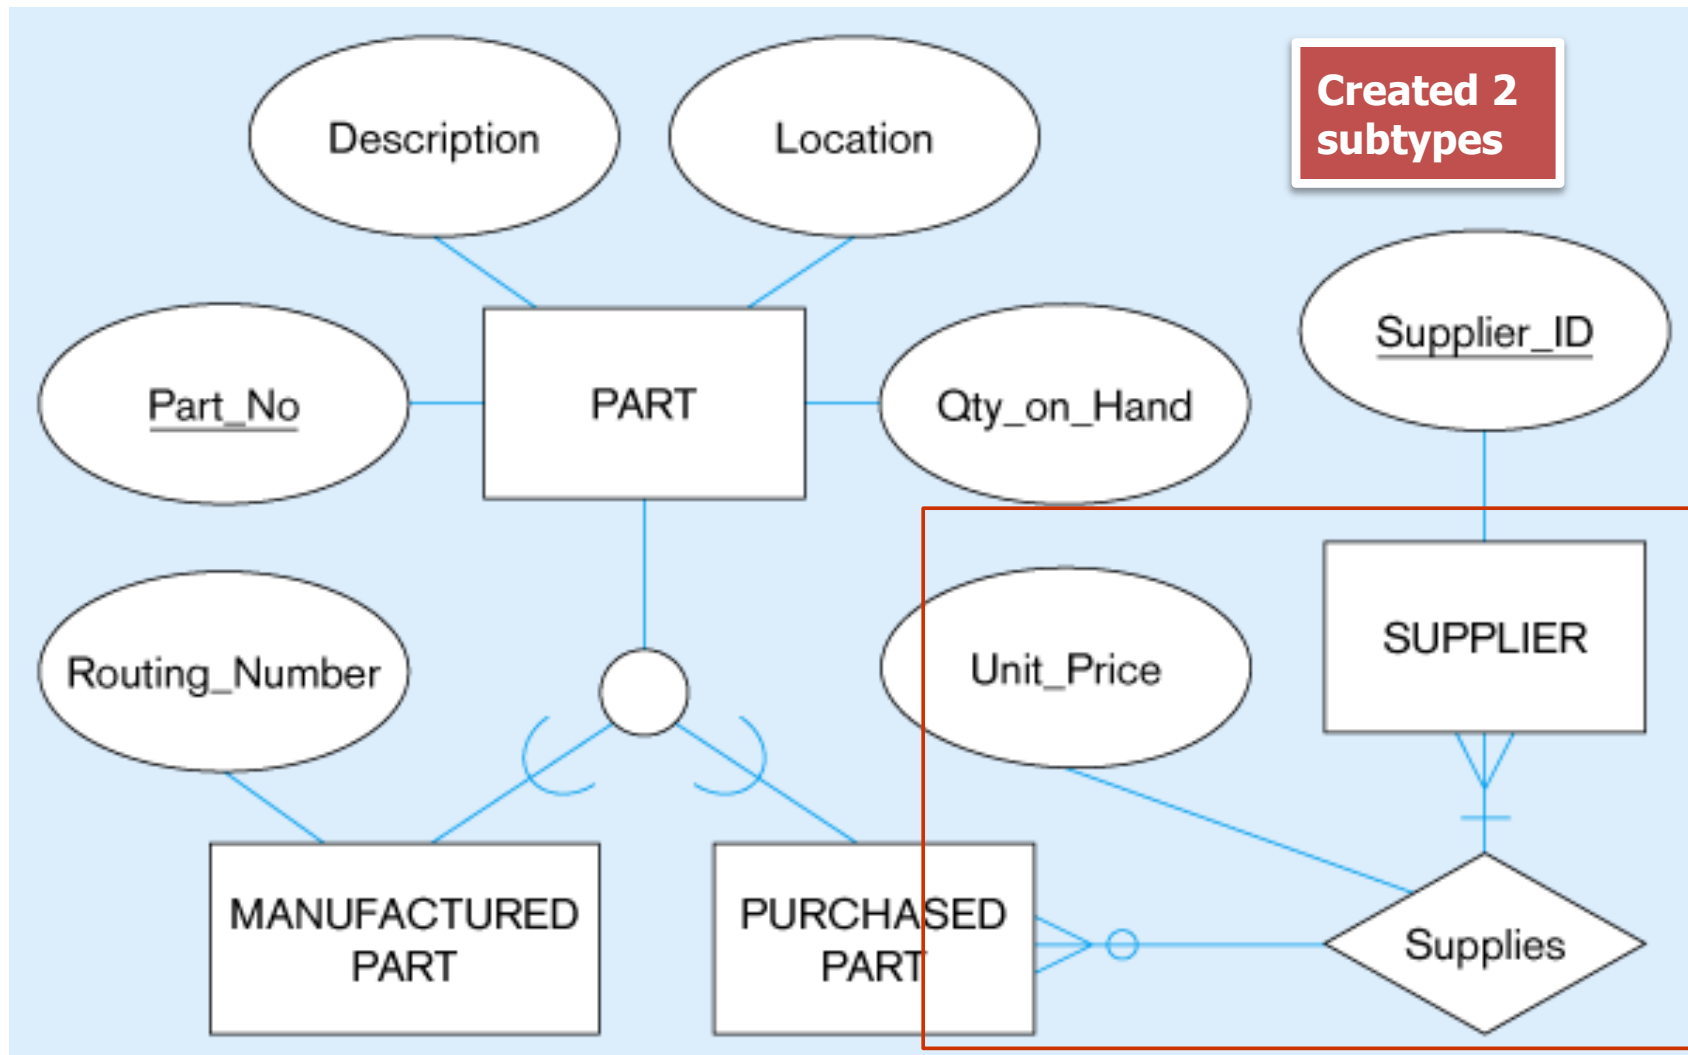 Created 2
subtypes
Description
Location
Supplier_ID
Part_No
PART
Qty_on_Hand
SUPPLIER
Routing_Number
Unit_Price
MANUFACTURED
PART
PURCHASED
PART
Supplies